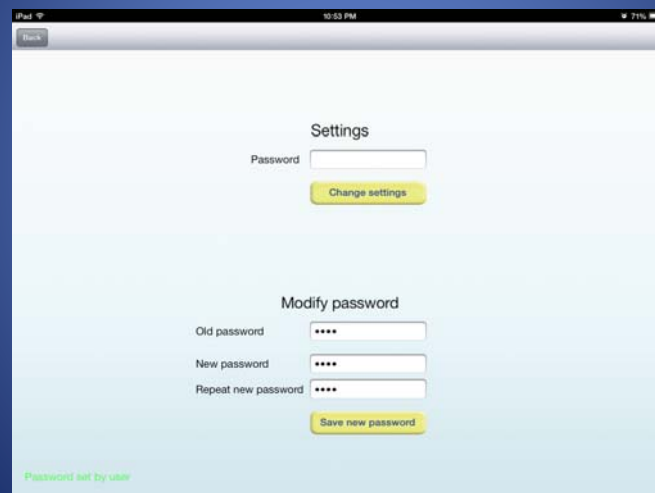 iPad 10:53 PM 71%
Back
Settings
Password
Change settings
Modify password
Old password ••••
New password ••••
Repeat new password ••••
Save new password
Password set by user